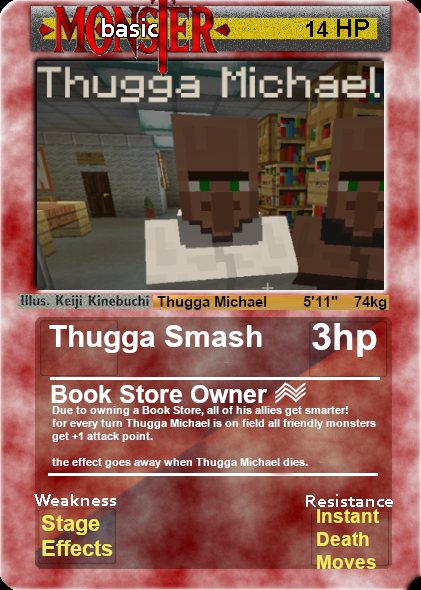 MONSTER
basic
14 HP
Thugga Michael
Illus. Keiji Kinebuchi Thugga Michael 5'11" 74kg
Thugga Smash 3hp
Book Store Owner
Due to owning a Book Store, all of his allies get smarter!
for every turn Thugga Michael is on field all friendly monsters
get +1 attack point.
the effect goes away when Thugga Michael dies.
Weakness
Stage
Effects
Resistance
Instant
Death
Moves